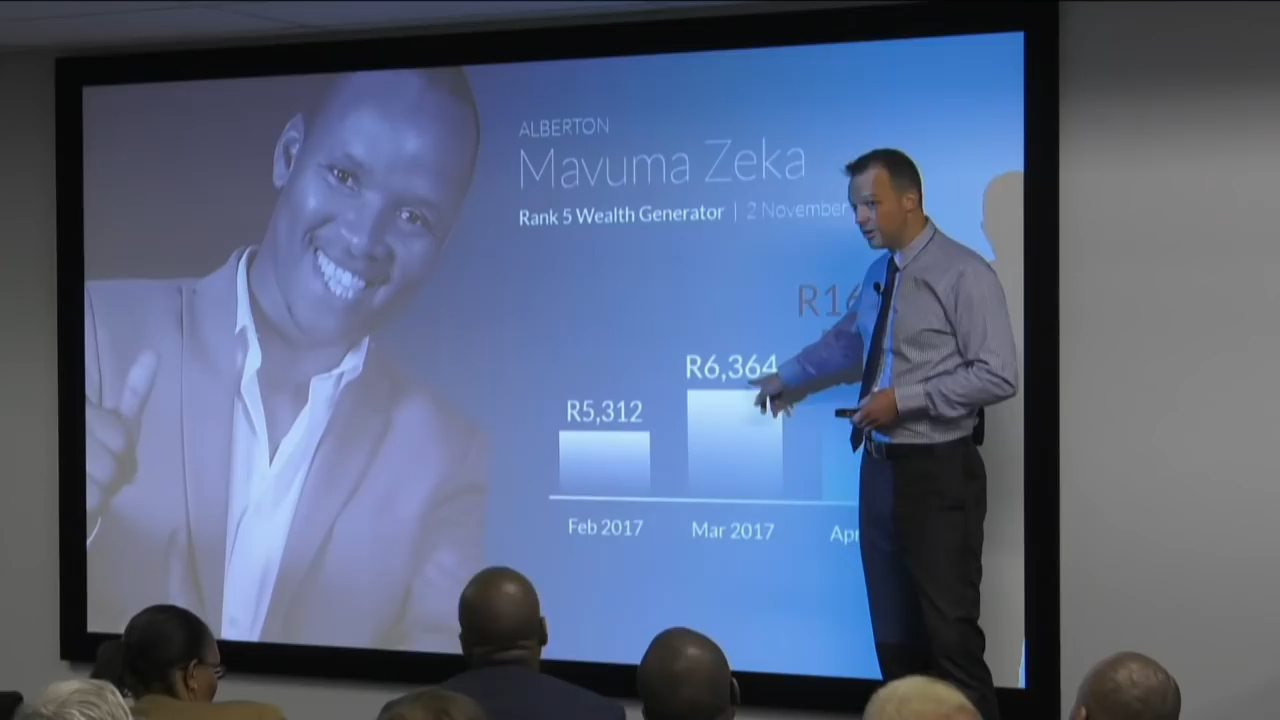 ALBERTON
Mavuma Zeka
Rank 5 Wealth Generator | 2 November
R6,364
R5,312
Feb 2017 Mar 2017